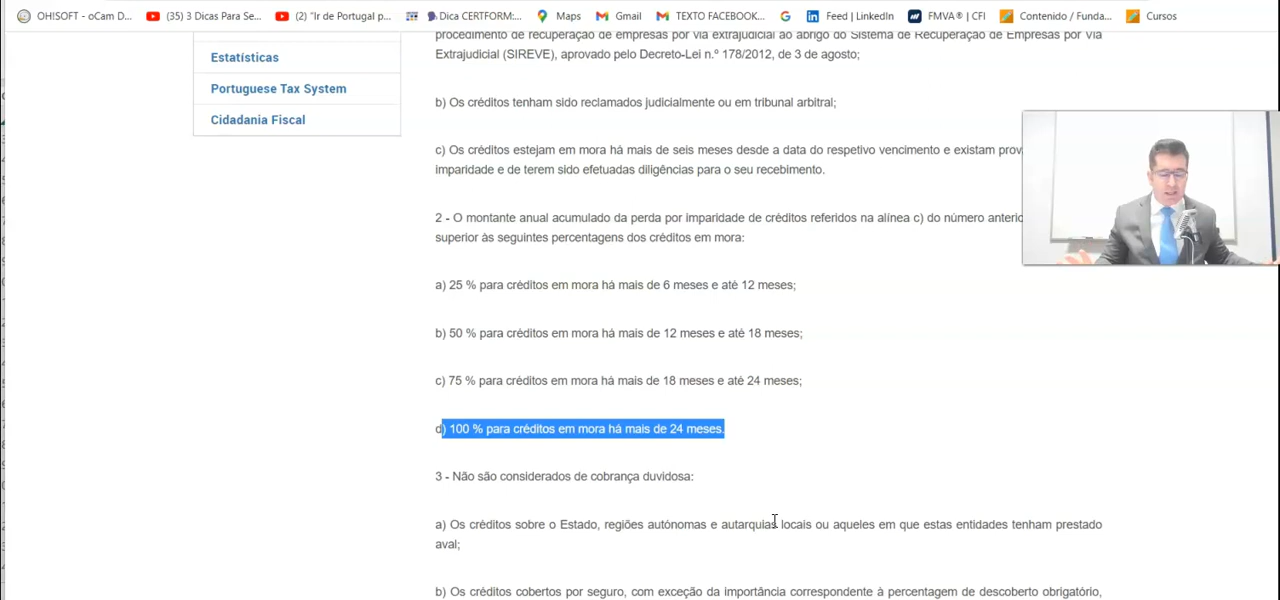 OHISOFT - oCam D...
(35) 3 Dicas Para Se...
(2) "Ir de Portugal p...
Dica CERTFORM:...
Maps
Gmail
TEXTO FACEBOOK...
Feed | LinkedIn
FMVA® | CFI
Contenido / Funda...
Cursos
Estatísticas
Portuguese Tax System
Cidadania Fiscal
procedimento de recuperação de empresas por via extrajudicial ao abrigo do Sistema de Recuperação de Empresas por Via
Extrajudicial (SIREVE), aprovado pelo Decreto-Lei n.º 178/2012, de 3 de agosto;
b) Os créditos tenham sido reclamados judicialmente ou em tribunal arbitral;
c) Os créditos estejam em mora há mais de seis meses desde a data do respetivo vencimento e existam prov
imparidade e de terem sido efetuadas diligências para o seu recebimento.
2 - O montante anual acumulado da perda por imparidade de créditos referidos na alínea c) do número anterio
superior às seguintes percentagens dos créditos em mora:
a) 25 % para créditos em mora há mais de 6 meses e até 12 meses;
b) 50 % para créditos em mora há mais de 12 meses e até 18 meses;
c) 75 % para créditos em mora há mais de 18 meses e até 24 meses;
d) 100 % para créditos em mora há mais de 24 meses.
3 - Não são considerados de cobrança duvidosa:
a) Os créditos sobre o Estado, regiões autónomas e autarquias locais ou aqueles em que estas entidades tenham prestado
aval;
b) Os créditos cobertos por seguro, com exceção da importância correspondente à percentagem de descoberto obrigatório,